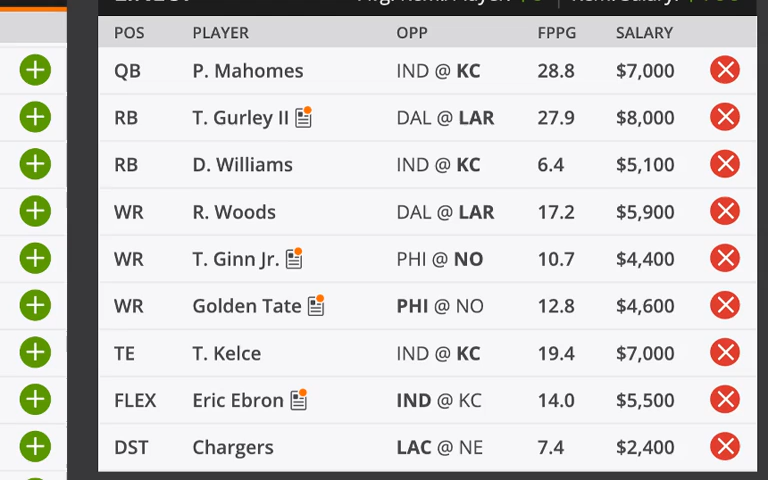 POS PLAYER OPP FPPG SALARY
QB P. Mahomes IND @ KC 28.8 $7,000
RB T. Gurley II DAL @ LAR 27.9 $8,000
RB D. Williams IND @ KC 6.4 $5,100
WR R. Woods DAL @ LAR 17.2 $5,900
WR T. Ginn Jr. PHI @ NO 10.7 $4,400
WR Golden Tate PHI @ NO 12.8 $4,600
TE T. Kelce IND @ KC 19.4 $7,000
FLEX Eric Ebron IND @ KC 14.0 $5,500
DST Chargers LAC @ NE 7.4 $2,400